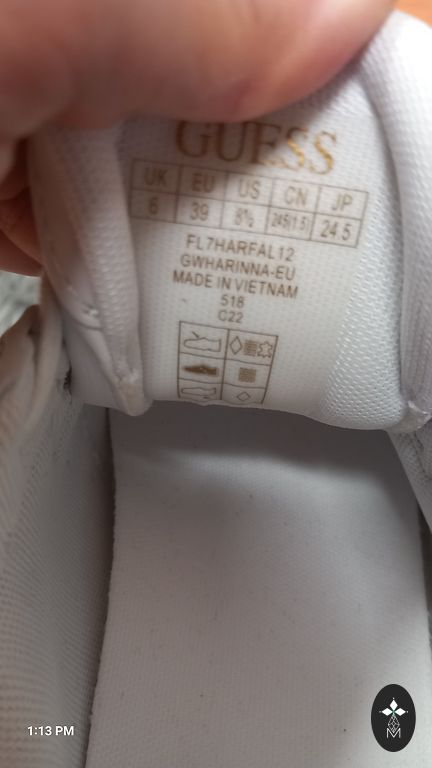 GUESS
UK EU US CN JP
6 39 8½ 245(1.5) 24.5
FL7HARFAL12
GWHARINNA-EU
MADE IN VIETNAM
518
C22
1:13 PM
M